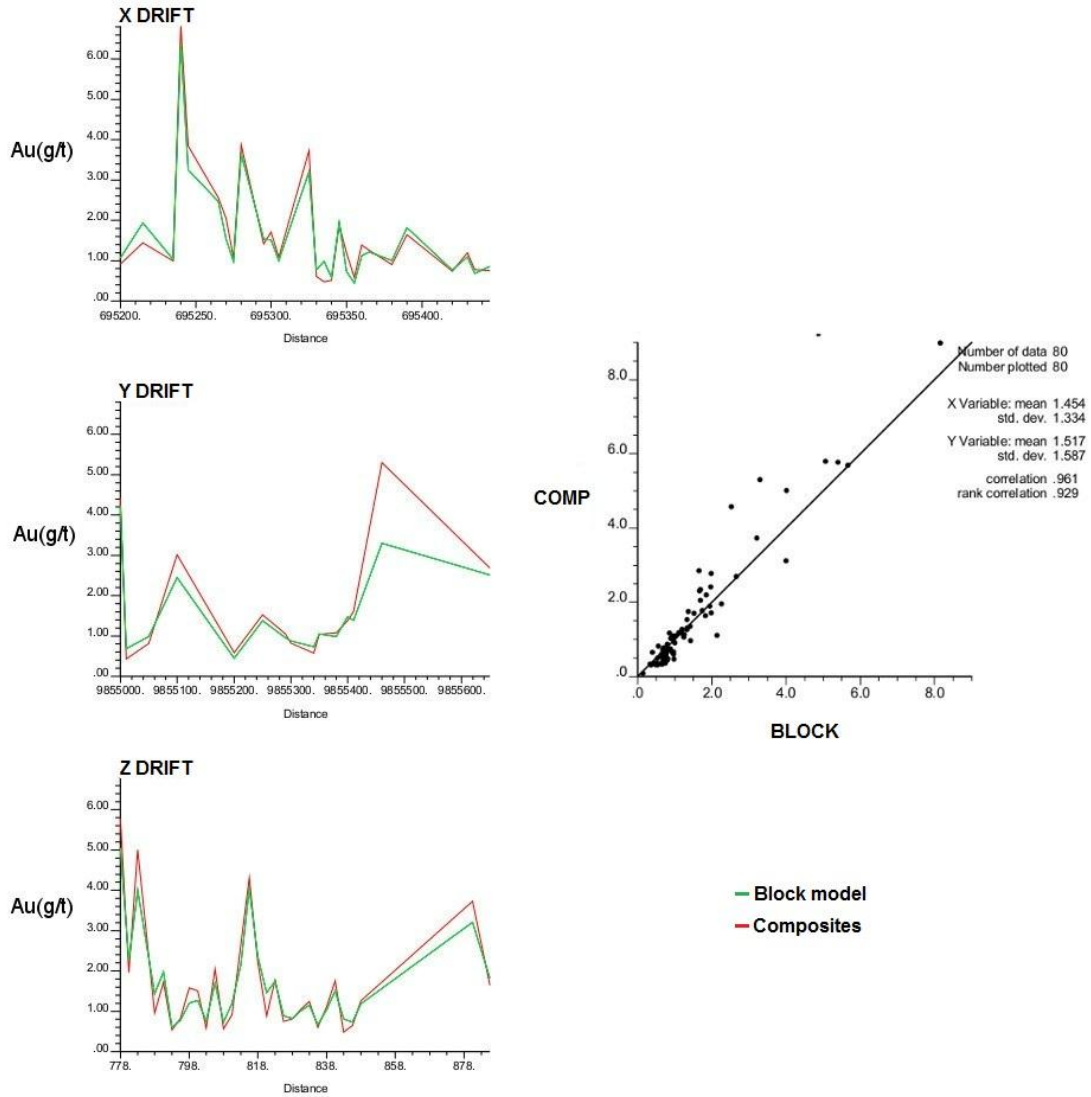 X DRIFT
6.00
5.00
4.00
Au(g/t)
3.00
2.00
1.00
.00
695200. 695250. 695300. 695350. 695400.
Distance
Y DRIFT
6.00
5.00
4.00
Au(g/t)
3.00
2.00
1.00
.00
9855000. 9855100. 9855200. 9855300. 9855400. 9855500. 9855600.
Distance
Z DRIFT
6.00
5.00
4.00
Au(g/t)
3.00
2.00
1.00
.00
778. 798. 818. 838. 858. 878.
Distance
Number of data 80
Number plotted 80
X Variable: mean 1.454
std. dev. 1.334
Y Variable: mean 1.517
std. dev. 1.587
correlation .961
rank correlation .929
8.0
6.0
COMP
4.0
2.0
.0
.0 2.0 4.0 6.0 8.0
BLOCK
Block model
Composites